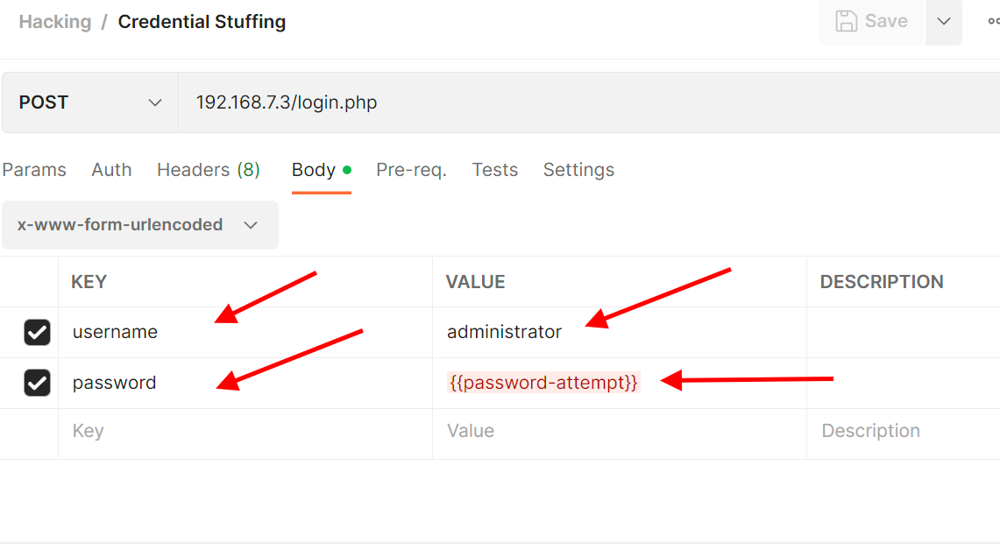 Hacking / Credential Stuffing
Save
POST 192.168.7.3/login.php
Params Auth Headers (8) Body Pre-req. Tests Settings
x-www-form-urlencoded
KEY VALUE DESCRIPTION
username administrator
password {{password-attempt}}
Key Value Description